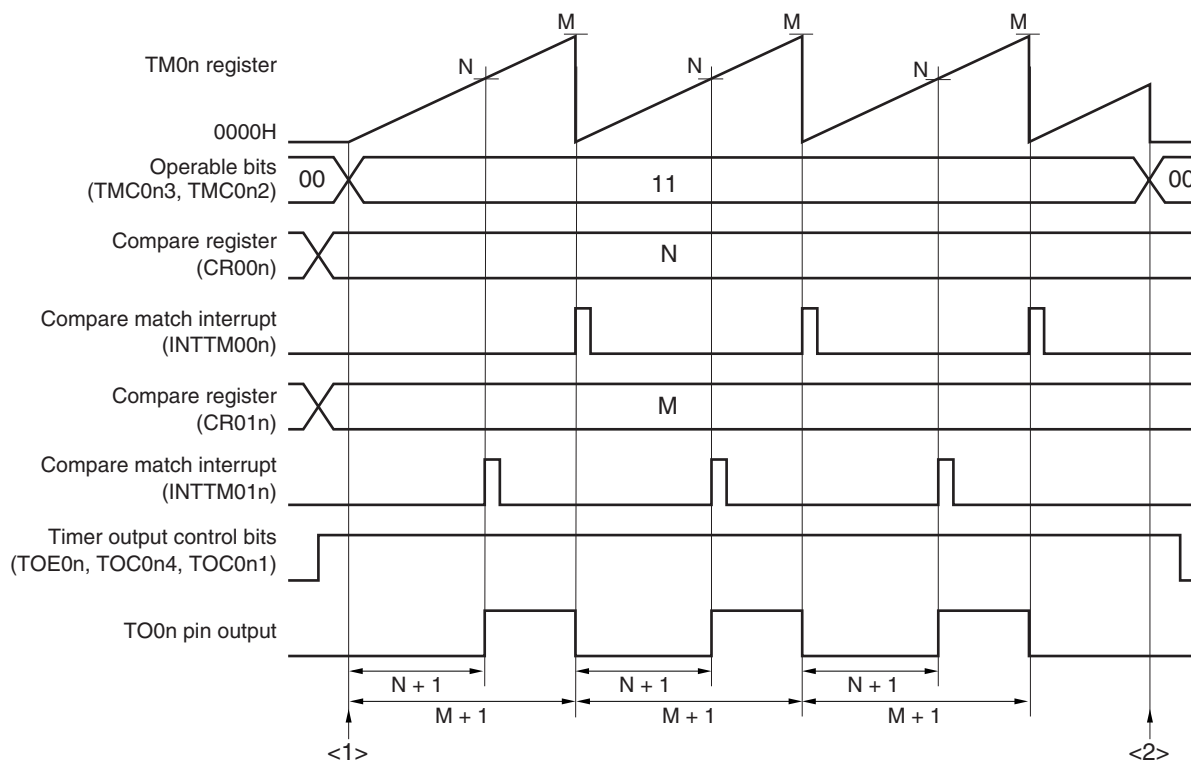 M
M
M
TM0n register
N
N
N
0000H
Operable bits
(TMC0n3, TMC0n2)
00
11
00
Compare register
(CR00n)
N
Compare match interrupt
(INTTM00n)
Compare register
(CR01n)
M
Compare match interrupt
(INTTM01n)
Timer output control bits
(TOE0n, TOC0n4, TOC0n1)
TO0n pin output
N + 1
N + 1
N + 1
M + 1
M + 1
M + 1
<1>
<2>